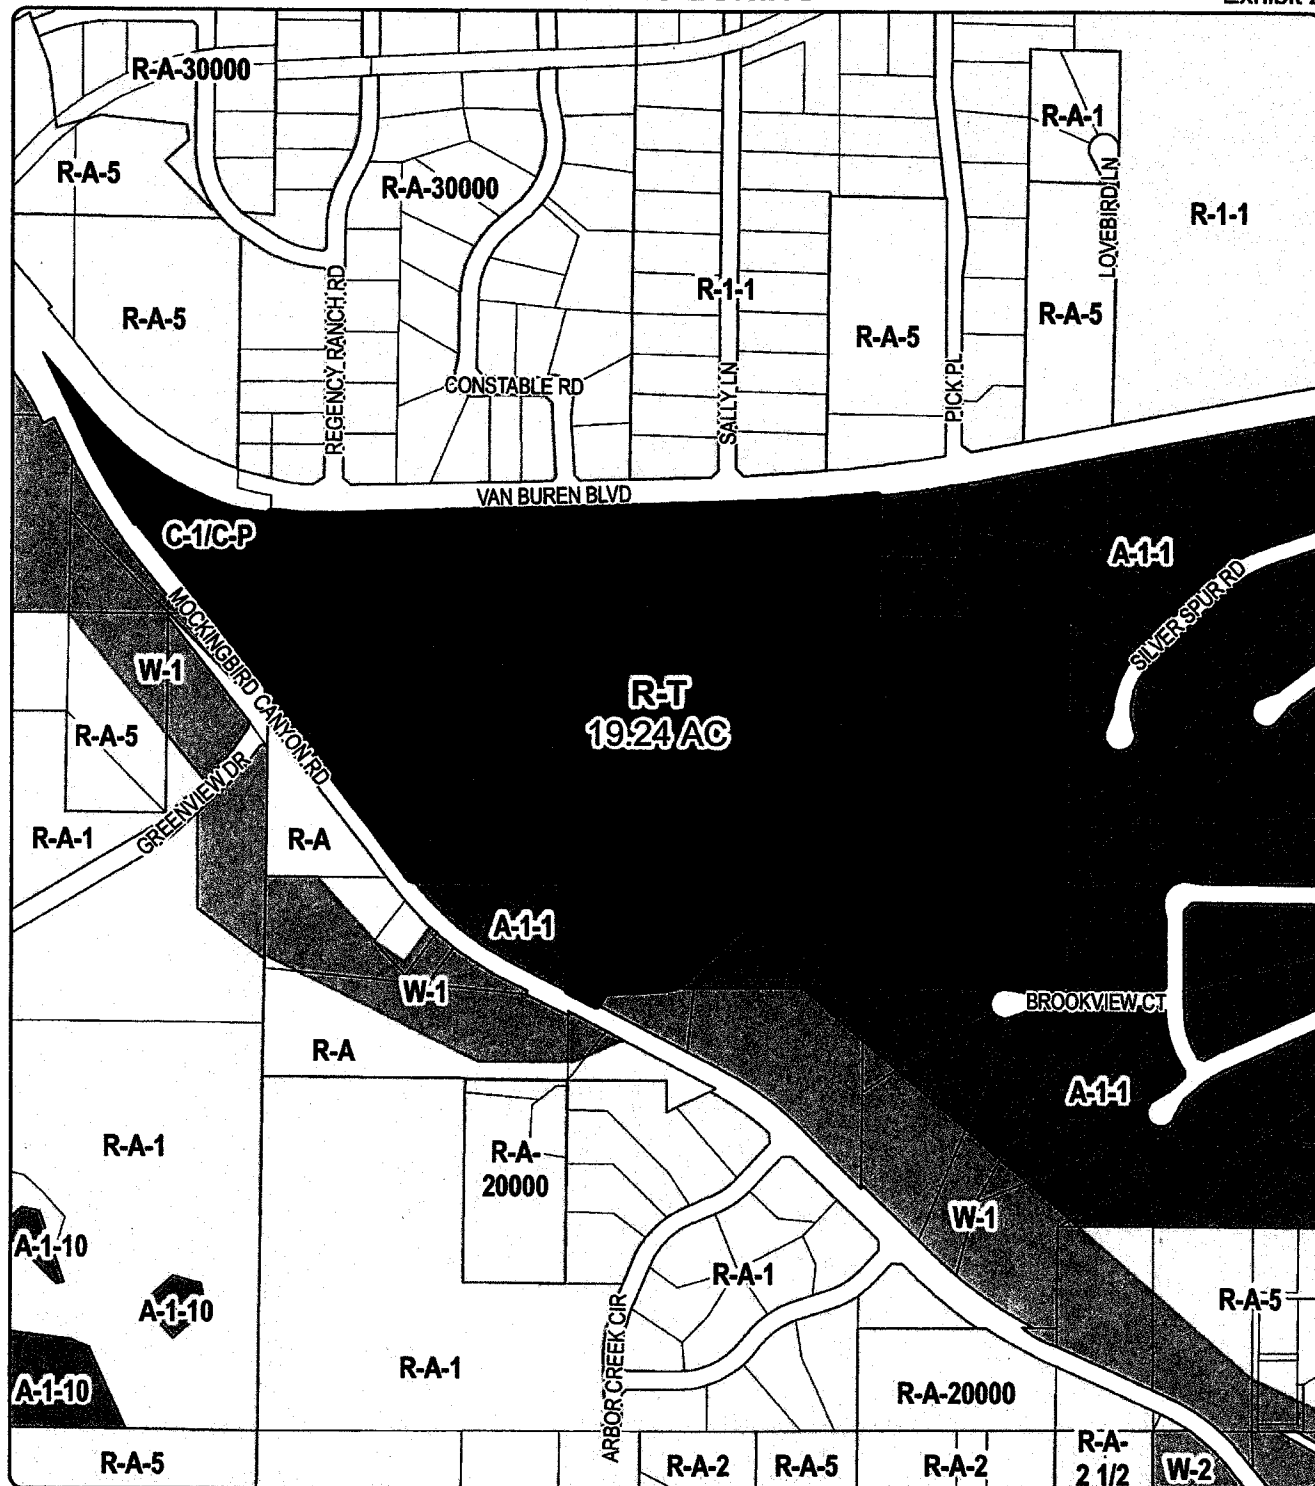 R-A-30000
R-A-1
R-A-5
R-A-30000
R-1-1
LOVEBIRD LN
R-1-1
R-A-5
R-A-5
R-A-5
REGENCY RANCH RD
CONSTABLE RD
SALLY LN
PICK PL
VAN BUREN BLVD
C-1/C-P
A-1-1
SILVER SPUR RD
MOCKINGBIRD CANYON RD
W-1
R-T
19.24 AC
R-A-5
GREENVIEW DR
R-A-1
R-A
A-1-1
W-1
BROOKVIEW CT
R-A
A-1-1
R-A-1
R-A-
20000
W-1
A-1-10
A-1-10
R-A-1
R-A-5
ARBOR CREEK CIR
R-A-1
A-1-10
R-A-20000
R-A-5
R-A-2
R-A-5
R-A-2
R-A-
2 1/2
W-2